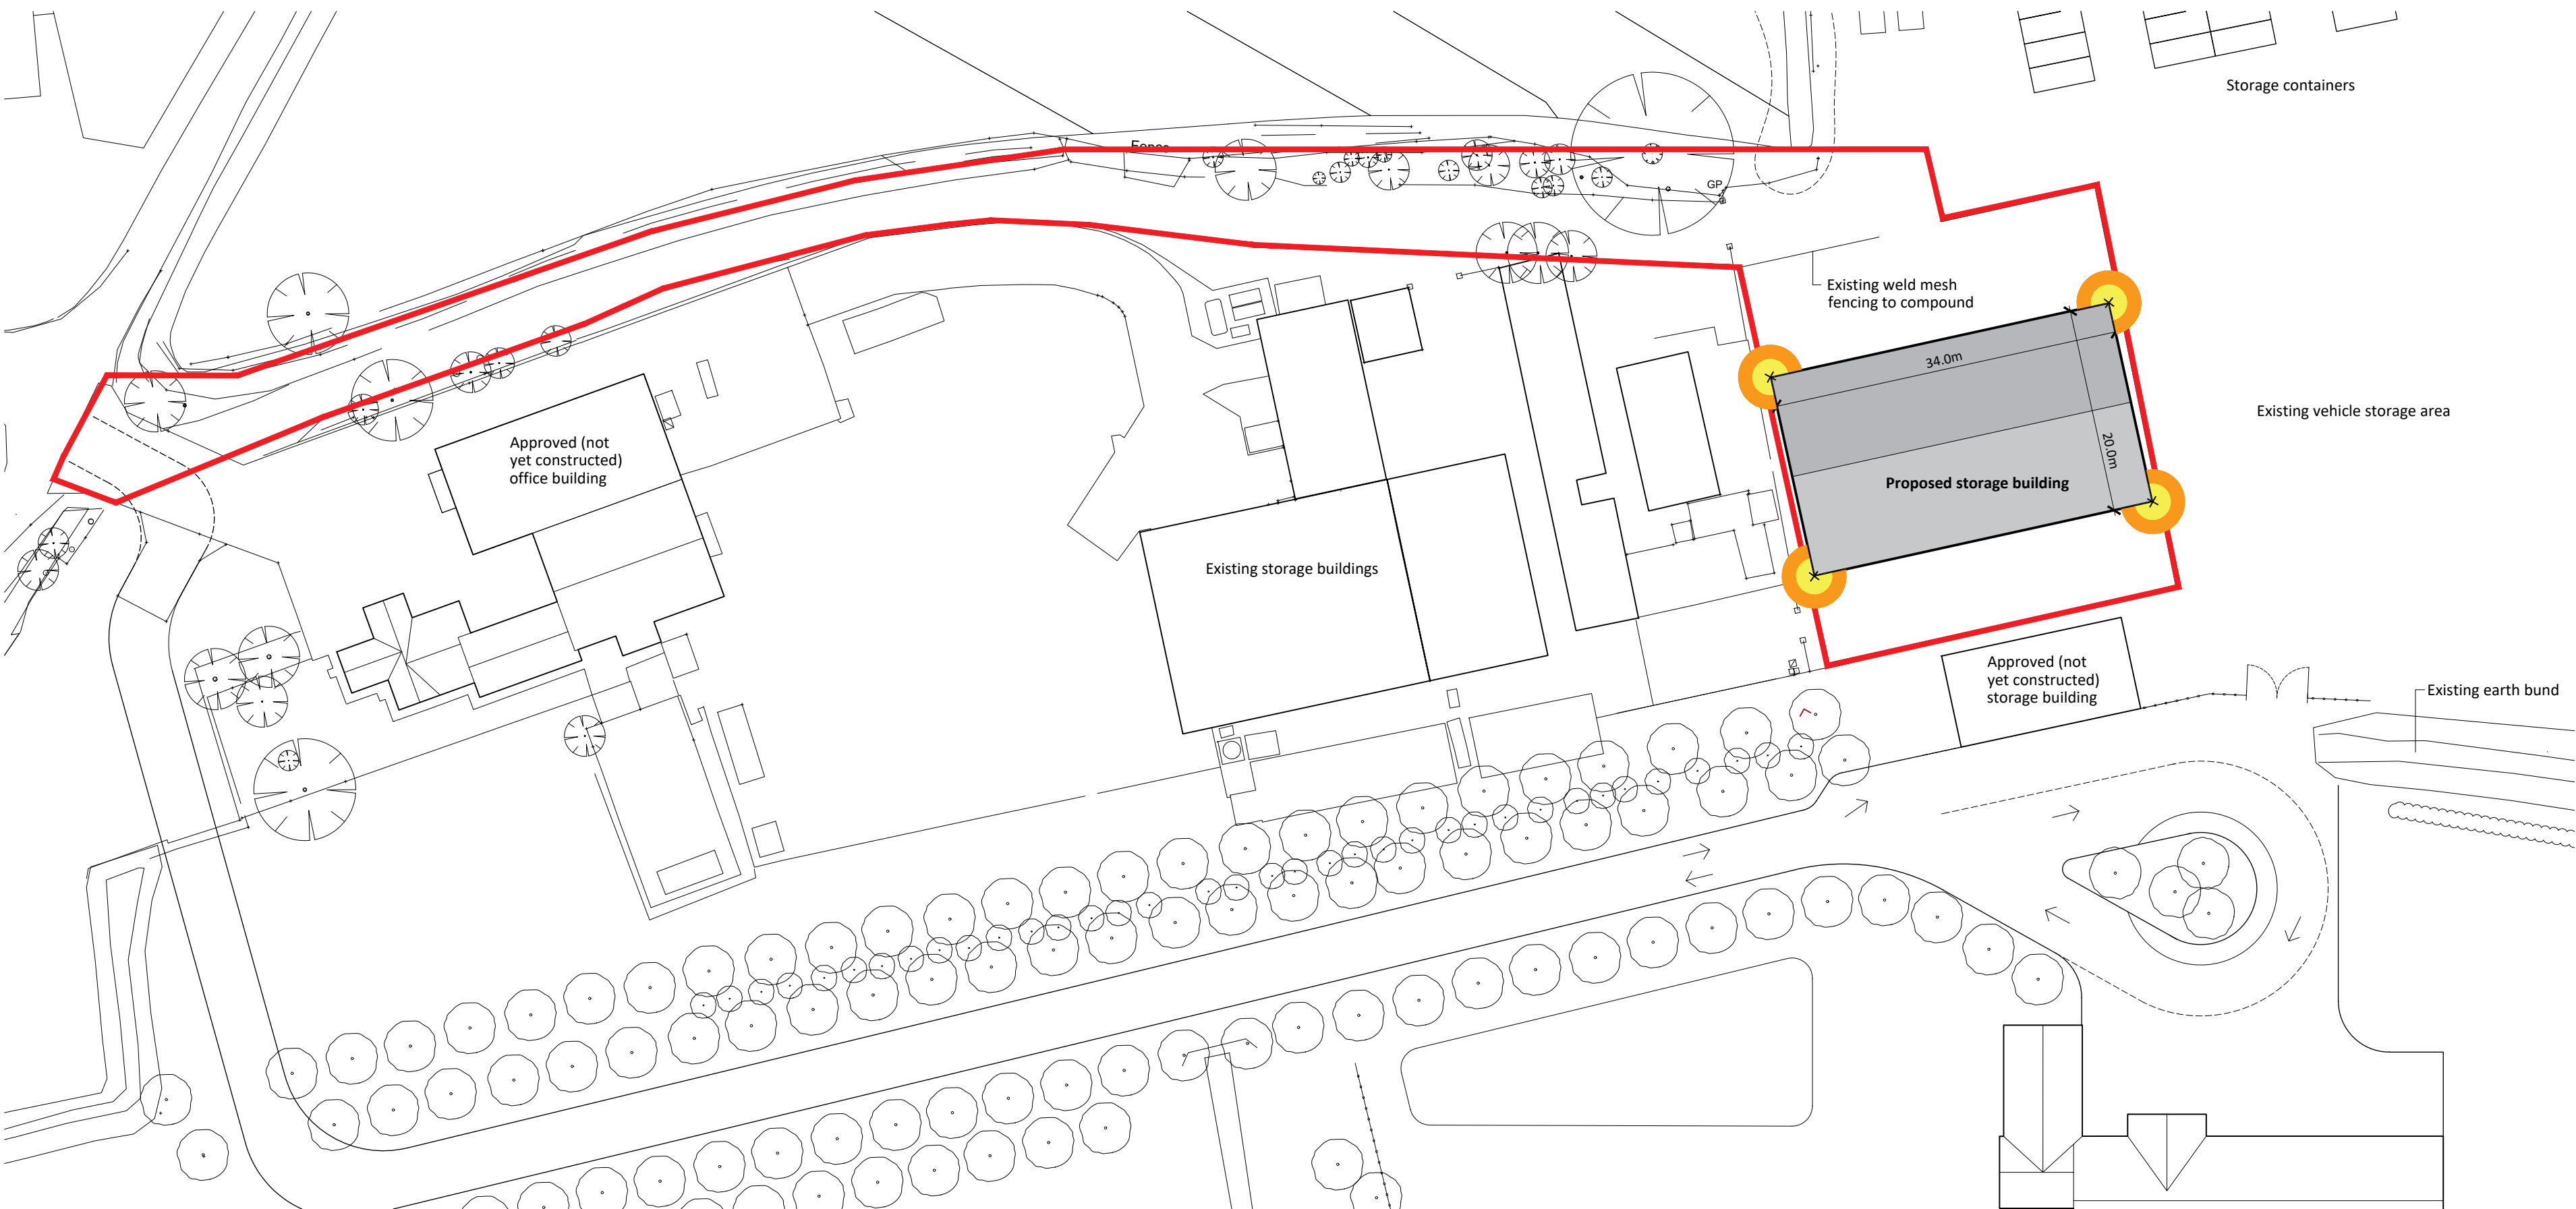 Storage containers
Fence
GP
Existing weld mesh
fencing to compound
34.0m
Existing vehicle storage area
20.0m
Approved (not
yet constructed)
office building
Proposed storage building
Existing storage buildings
Approved (not
yet constructed)
storage building
Existing earth bund